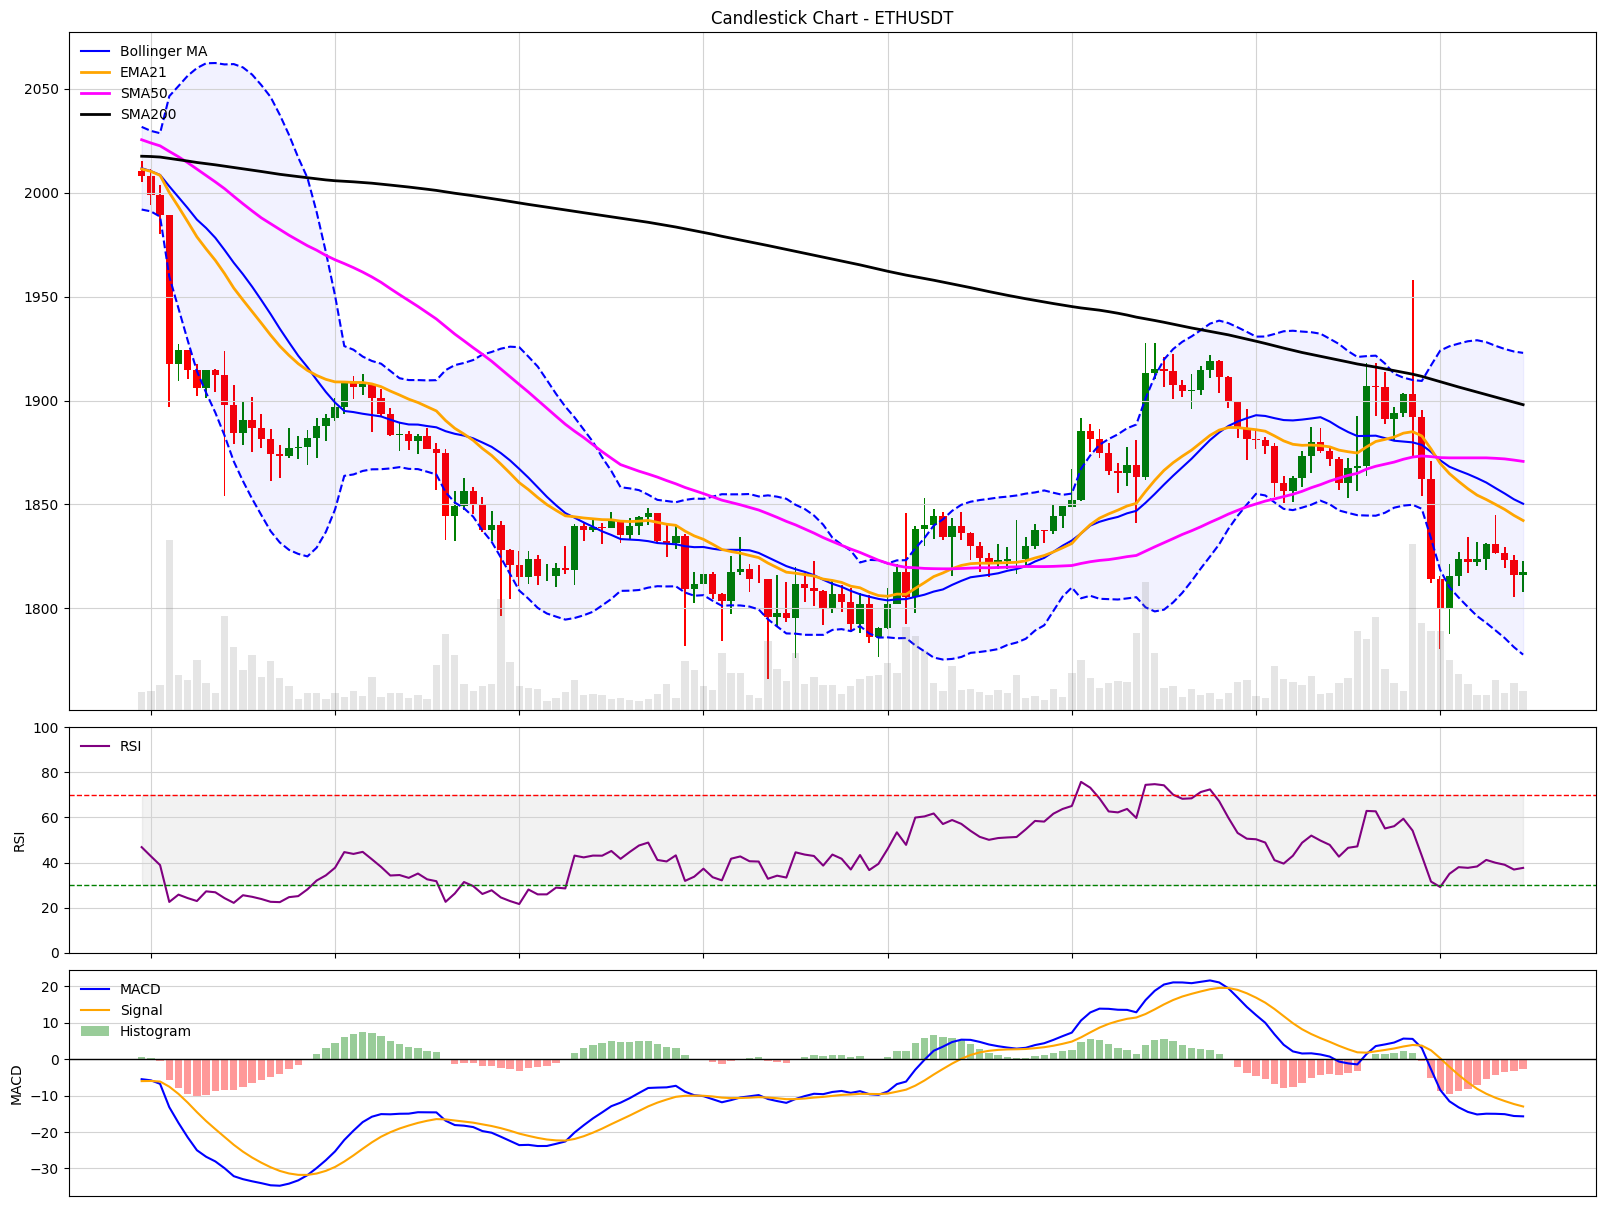 Candlestick Chart - ETHUSDT
Bollinger MA
EMA21
SMA50
SMA200
2050
2000
1950
1900
1850
1800
RSI
100
80
60
40
20
0
RSI
MACD
Signal
Histogram
20
10
0
−10
−20
−30
MACD